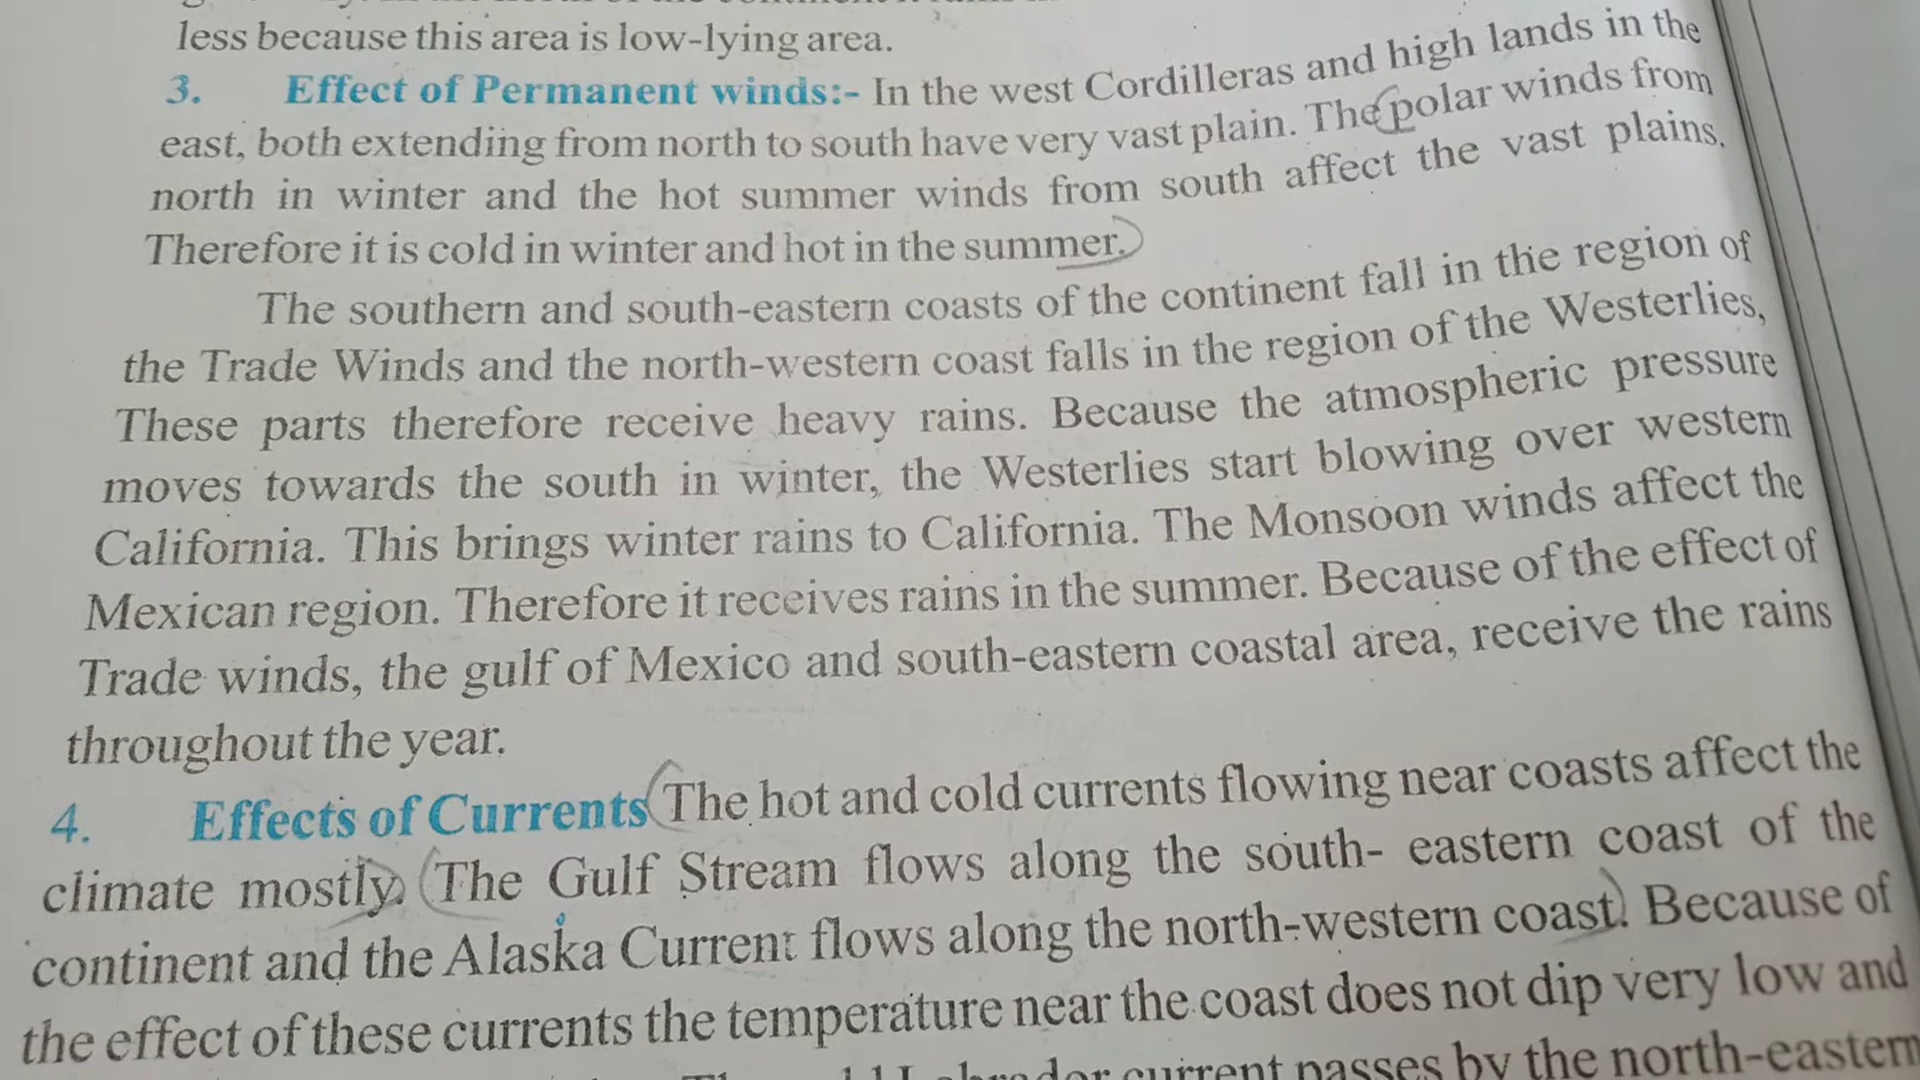 less because this area is low-lying area.
3. Effect of Permanent winds:- In the west Cordilleras and high lands in the
east, both extending from north to south have very vast plain. The polar winds from
north in winter and the hot summer winds from south affect the vast plains.
Therefore it is cold in winter and hot in the summer.
The southern and south-eastern coasts of the continent fall in the region of
the Trade Winds and the north-western coast falls in the region of the Westerlies,
These parts therefore receive heavy rains. Because the atmospheric pressure
moves towards the south in winter, the Westerlies start blowing over western
California. This brings winter rains to California. The Monsoon winds affect the
Mexican region. Therefore it receives rains in the summer. Because of the effect of
Trade winds, the gulf of Mexico and south-eastern coastal area, receive the rains
throughout the year.
4. Effects of Currents The hot and cold currents flowing near coasts affect the
climate mostly. The Gulf Stream flows along the south- eastern coast of the
continent and the Alaska Current flows along the north-western coast. Because of
the effect of these currents the temperature near the coast does not dip very low and
current passes by the north-eastern